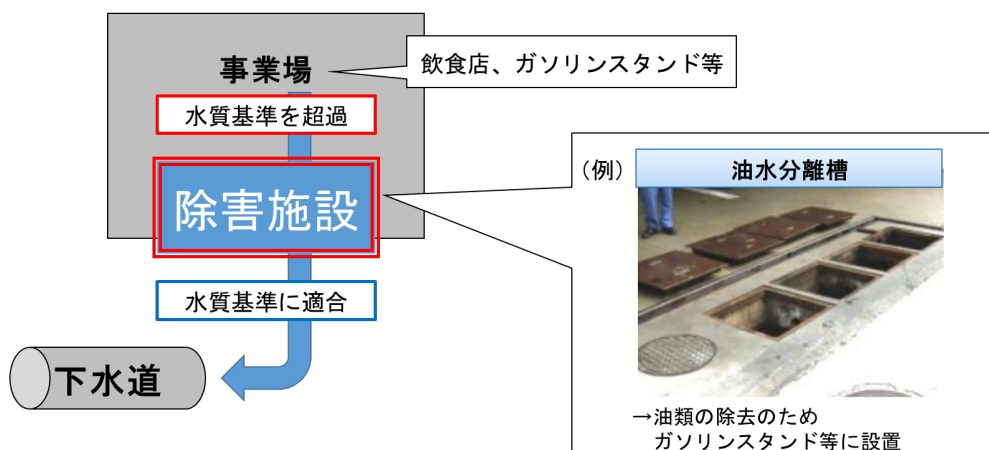 事業場
飲食店、ガソリンスタンド等
水質基準を超過
除害施設
水質基準に適合
下水道
(例)
油水分離槽
→油類の除去のため
ガソリンスタンド等に設置